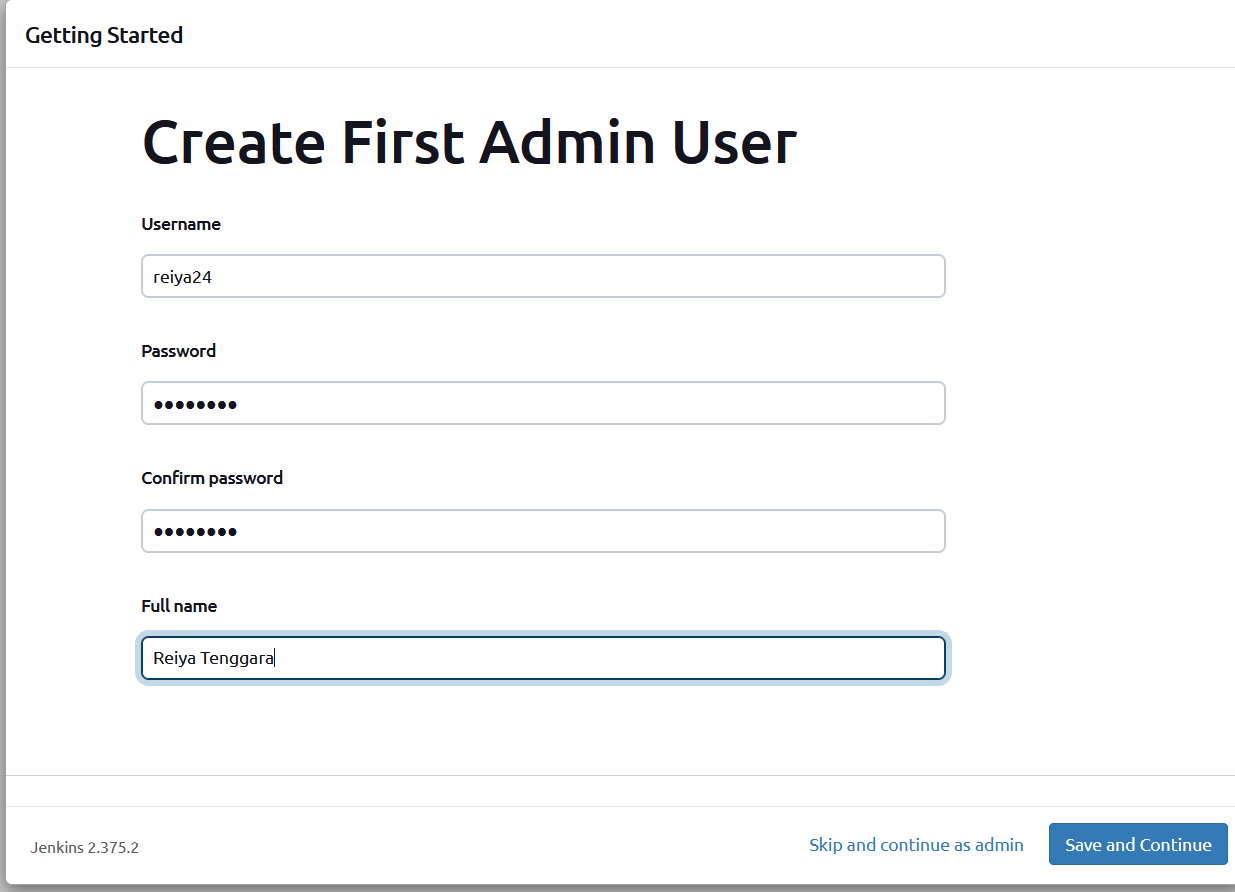 Getting Started
Create First Admin User
Username
reiya24
Password
••••••••
Confirm password
••••••••
Full name
Reiya Tenggara
Jenkins 2.375.2
Skip and continue as admin
Save and Continue